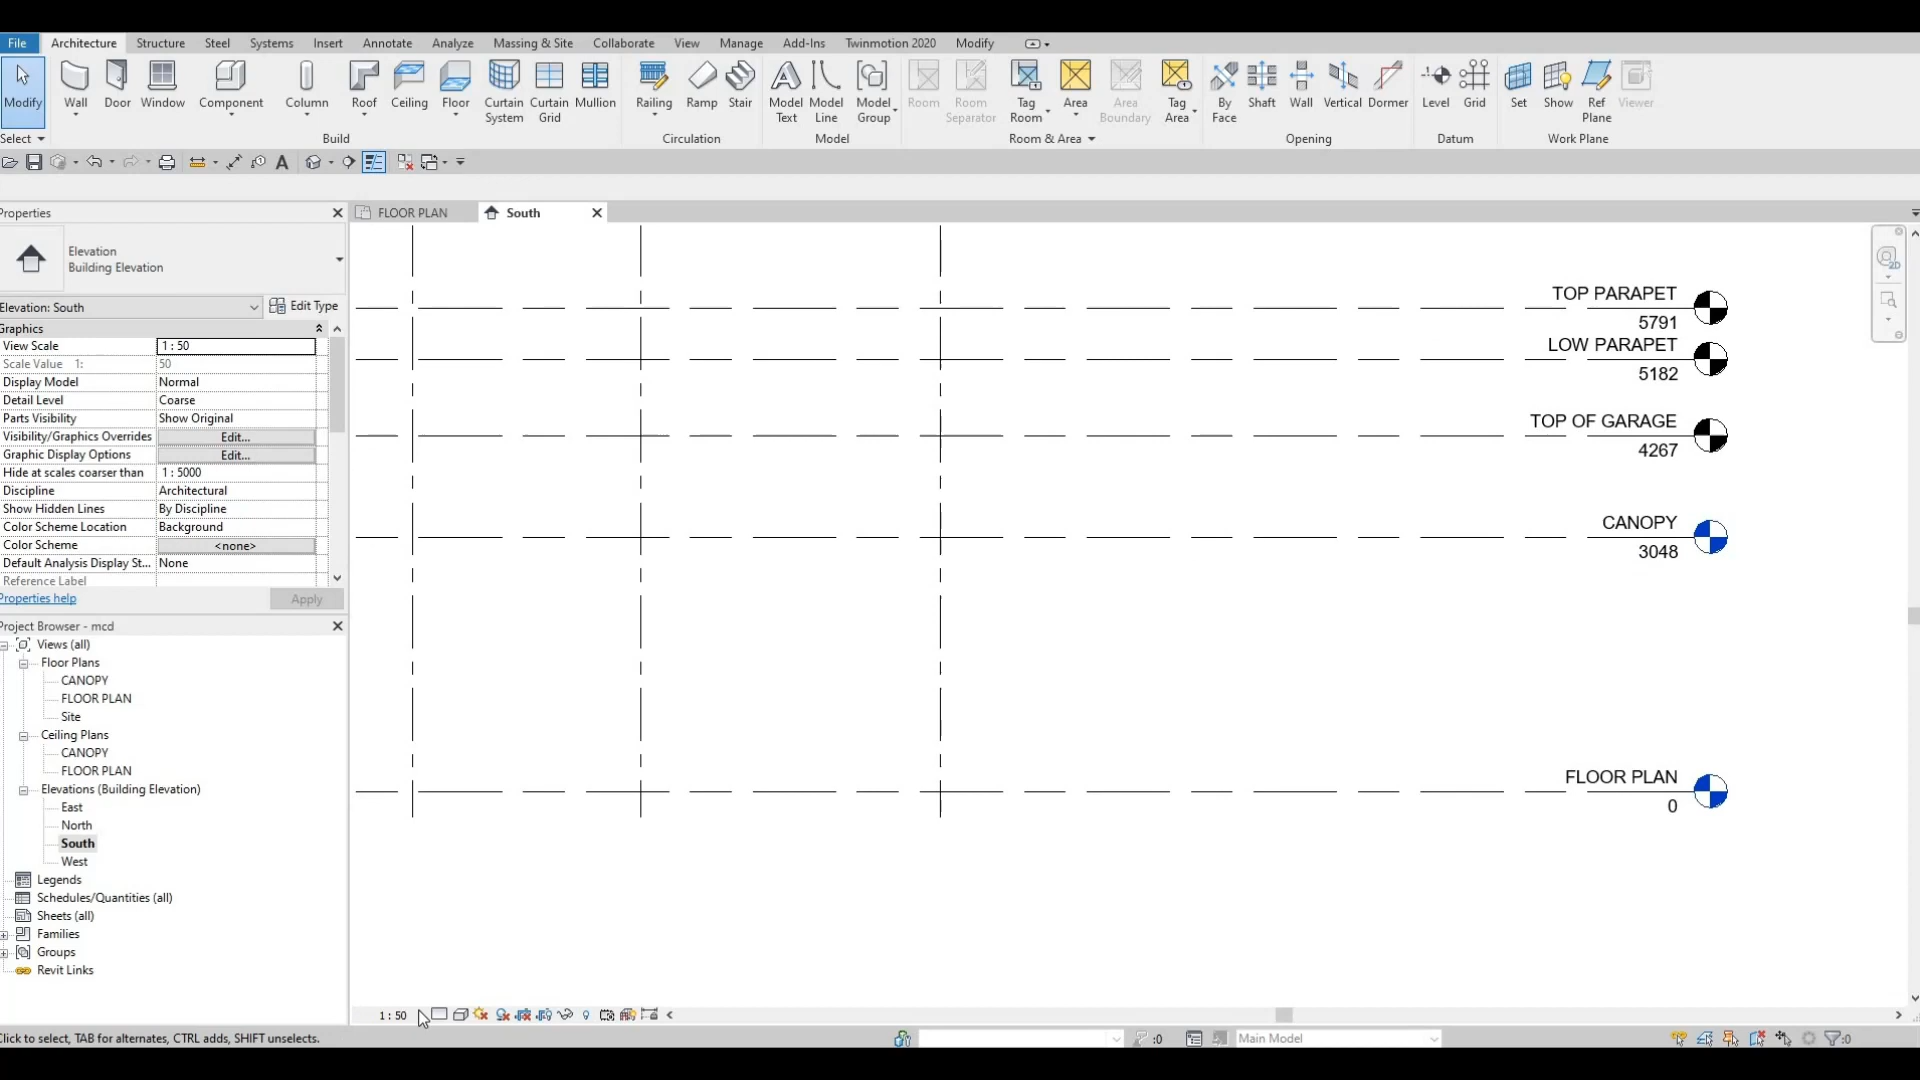 File Architecture Structure Steel Systems Insert Annotate Analyze Massing & Site Collaborate View Manage Add-Ins Twinmotion 2020 Modify
Modify Wall Door Window Component Column Roof Ceiling Floor Curtain System Curtain Grid Mullion Railing Ramp Stair Model Text Model Line Model Group Room Room Separator Tag Room Area Area Boundary Tag Area By Face Shaft Wall Vertical Dormer Level Grid Set Show Ref Plane Viewer
Select Build Circulation Model Room & Area Opening Datum Work Plane
Properties
FLOOR PLAN South
Elevation
Building Elevation
Elevation: South Edit Type
Graphics
View Scale 1 : 50
Scale Value 1: 50
Display Model Normal
Detail Level Coarse
Parts Visibility Show Original
Visibility/Graphics Overrides Edit...
Graphic Display Options Edit...
Hide at scales coarser than 1 : 5000
Discipline Architectural
Show Hidden Lines By Discipline
Color Scheme Location Background
Color Scheme <none>
Default Analysis Display St... None
Reference Label
Properties help Apply
Project Browser - mcd
Views (all)
Floor Plans
CANOPY
FLOOR PLAN
Site
Ceiling Plans
CANOPY
FLOOR PLAN
Elevations (Building Elevation)
East
North
South
West
Legends
Schedules/Quantities (all)
Sheets (all)
Families
Groups
Revit Links
TOP PARAPET
5791
LOW PARAPET
5182
TOP OF GARAGE
4267
CANOPY
3048
FLOOR PLAN
0
2D
1 : 50
Click to select, TAB for alternates, CTRL adds, SHIFT unselects. :0 Main Model :0